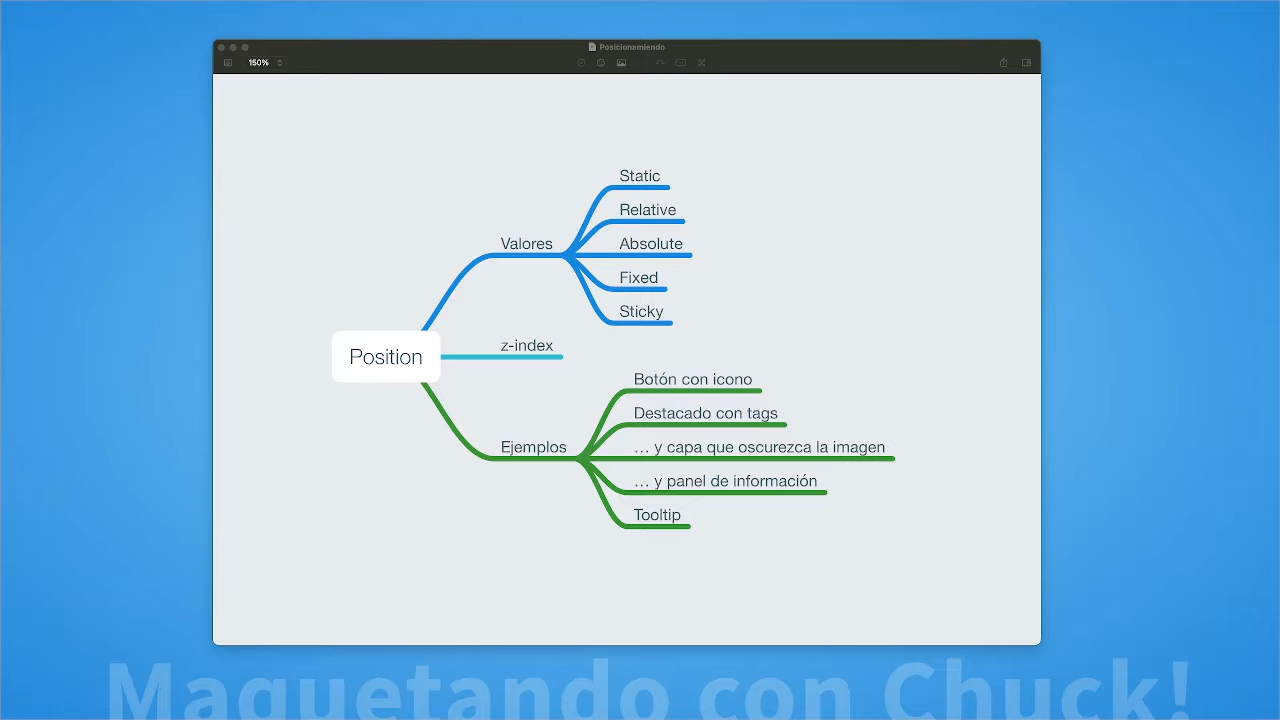 Posicionamiendo
150%
Static
Relative
Valores
Absolute
Fixed
Sticky
z-index
Position
Botón con icono
Destacado con tags
Ejemplos
... y capa que oscurezca la imagen
... y panel de información
Tooltip
Maquetando con Chuck!